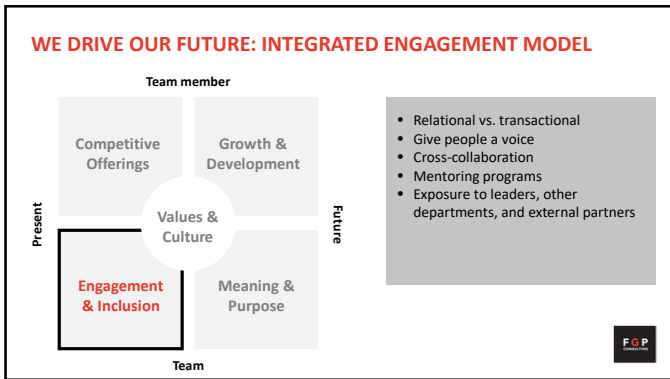 WE DRIVE OUR FUTURE: INTEGRATED ENGAGEMENT MODEL
Team member
Competitive
Offerings
Growth &
Development
Present
Values &
Culture
Future
Engagement
& Inclusion
Meaning &
Purpose
Team
• Relational vs. transactional
• Give people a voice
• Cross-collaboration
• Mentoring programs
• Exposure to leaders, other
departments, and external partners
FGP
CONSULTING